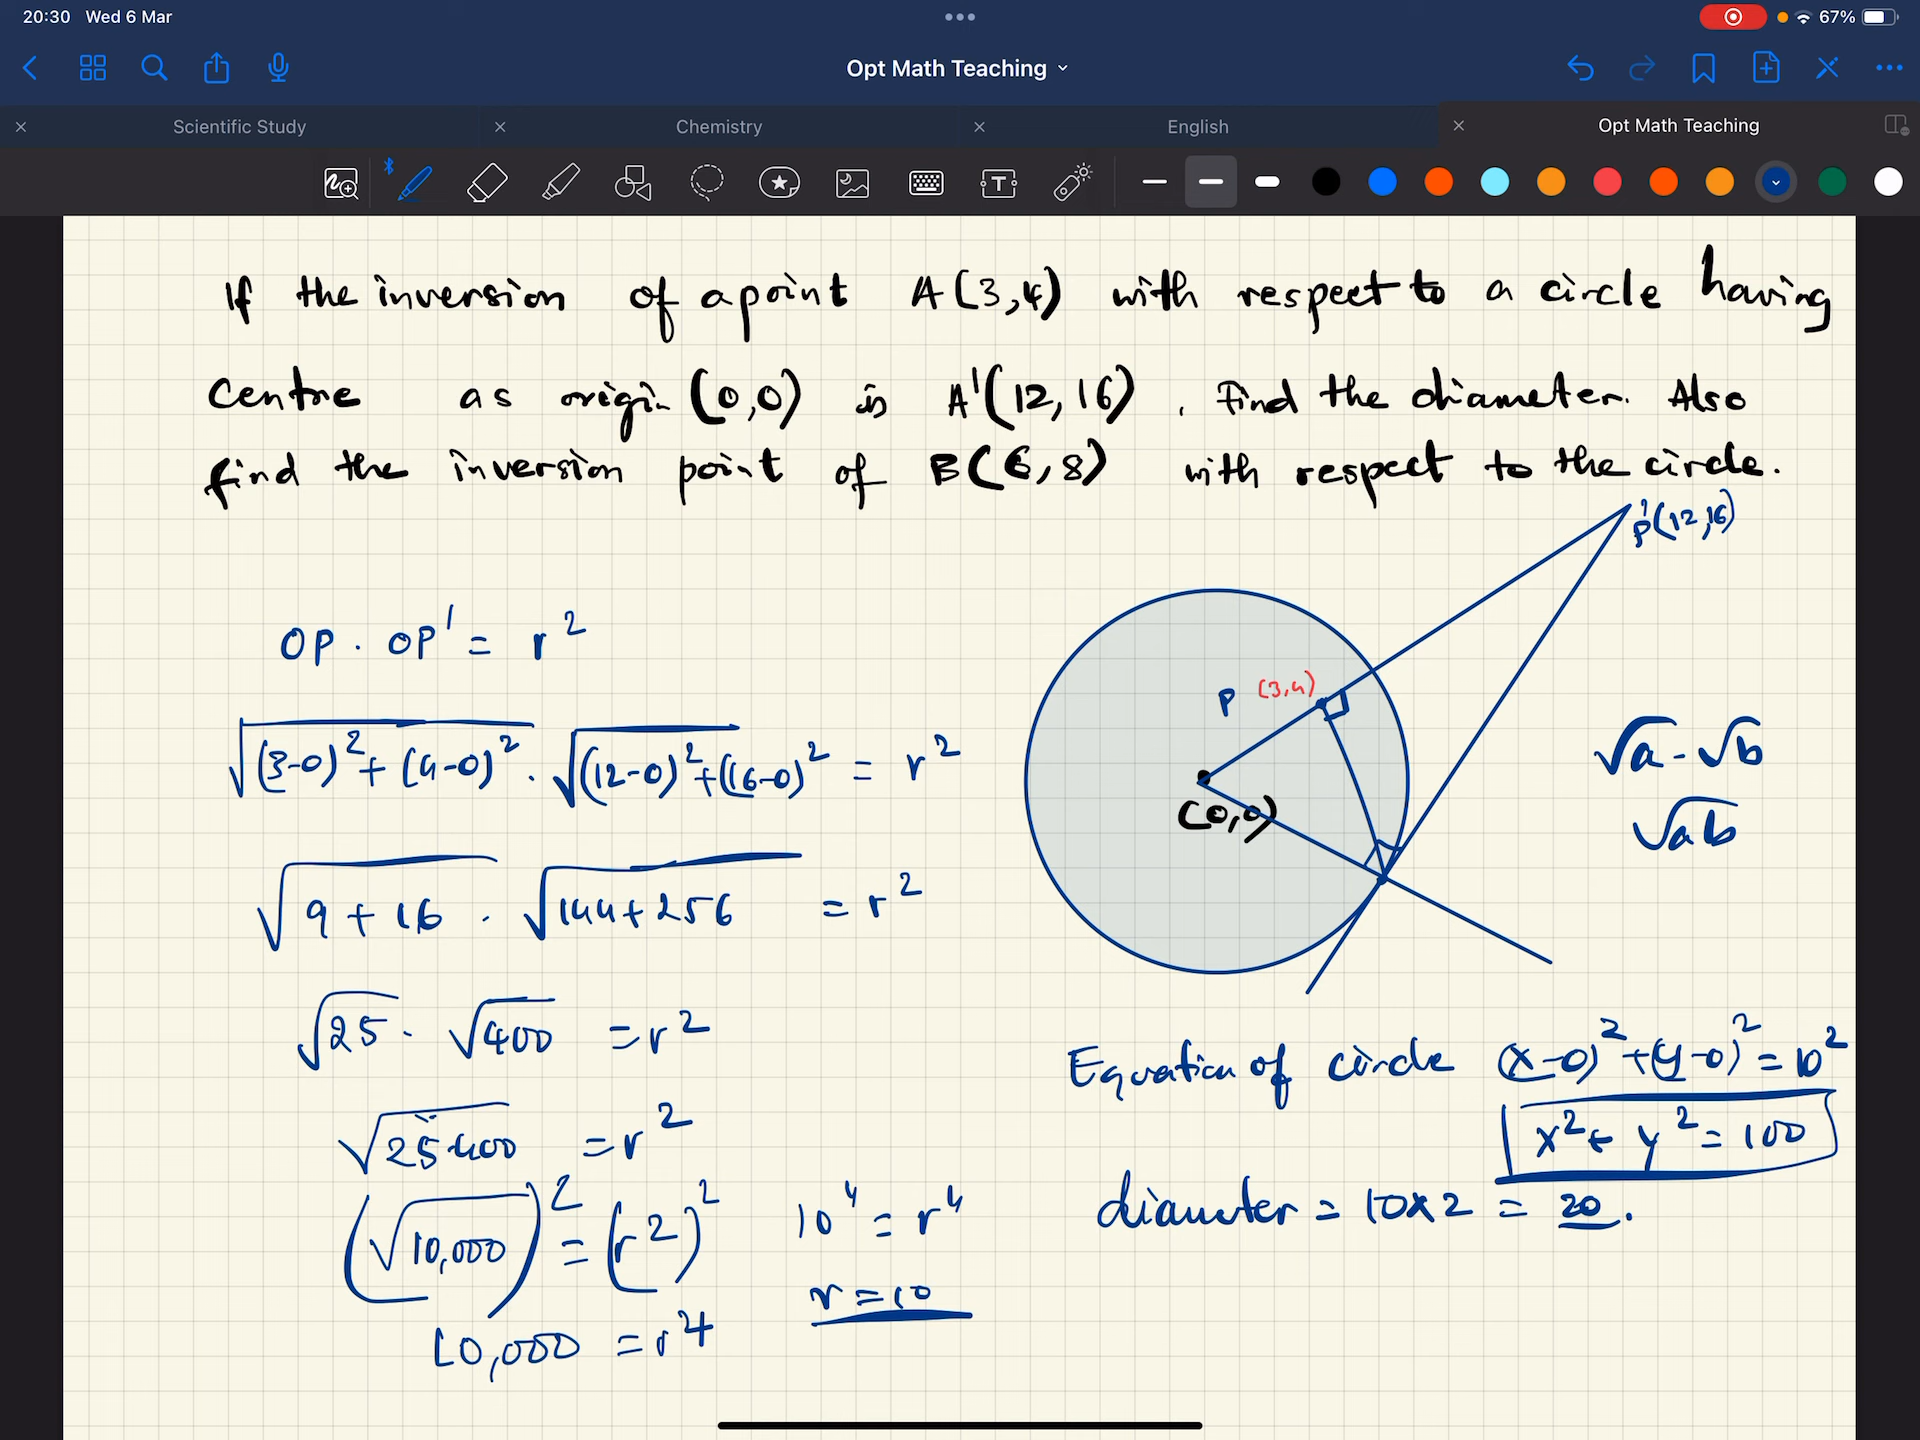 20:30 Wed 6 Mar
67%
Opt Math Teaching
Scientific Study
Chemistry
English
Opt Math Teaching
If the inversion of a point A(3,4) with respect to a circle having
centre as origin (0,0) is A'(12,16). Find the diameter. Also
find the inversion point of B(6,8) with respect to the circle.
P'(12,16)
OP . OP' = r²
P (3,4)
√(3-0)²+(4-0)² . √(12-0)²+(16-0)² = r²
√a - √b
(0,0)
√ab
√9+16 . √144+256 = r²
√25 . √400 = r²
Equation of circle (x-0)²+(y-0)²=10²
√25·400 = r²
x²+y²=100
(√10,000)² = (r²)²
10⁴ = r⁴
diameter = 10×2 = 20.
r=10
10,000 = r⁴